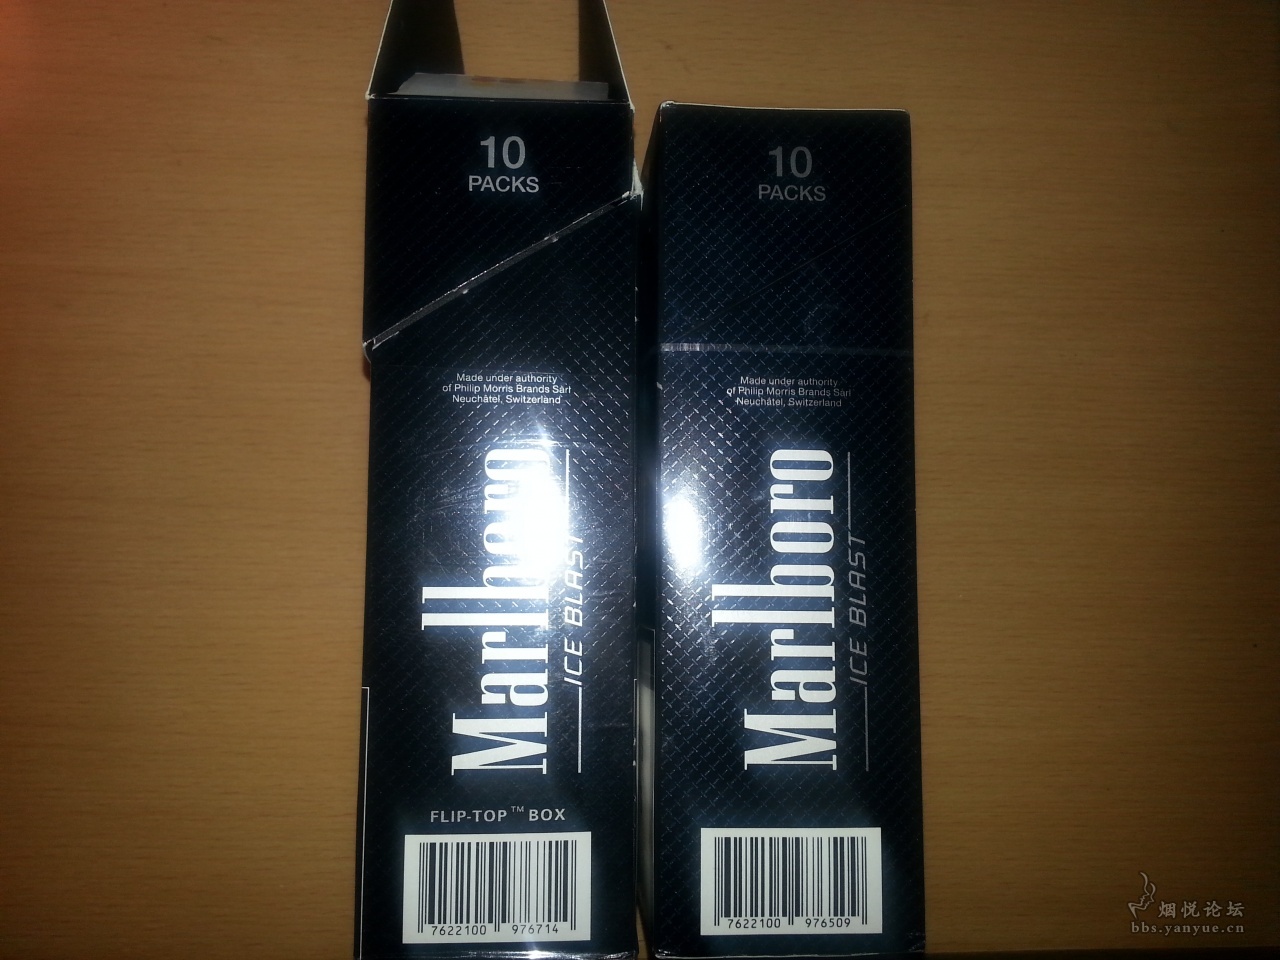 10
PACKS
Made under authority
of Philip Morris Brands Sàrl
Neuchâtel, Switzerland
Marlboro
ICE BLAST
FLIP-TOP™ BOX
7622100 976714
10
PACKS
Made under authority
of Philip Morris Brands Sàrl
Neuchâtel, Switzerland
Marlboro
ICE BLAST
7622100 976509
烟悦论坛
bbs.yanyue.cn